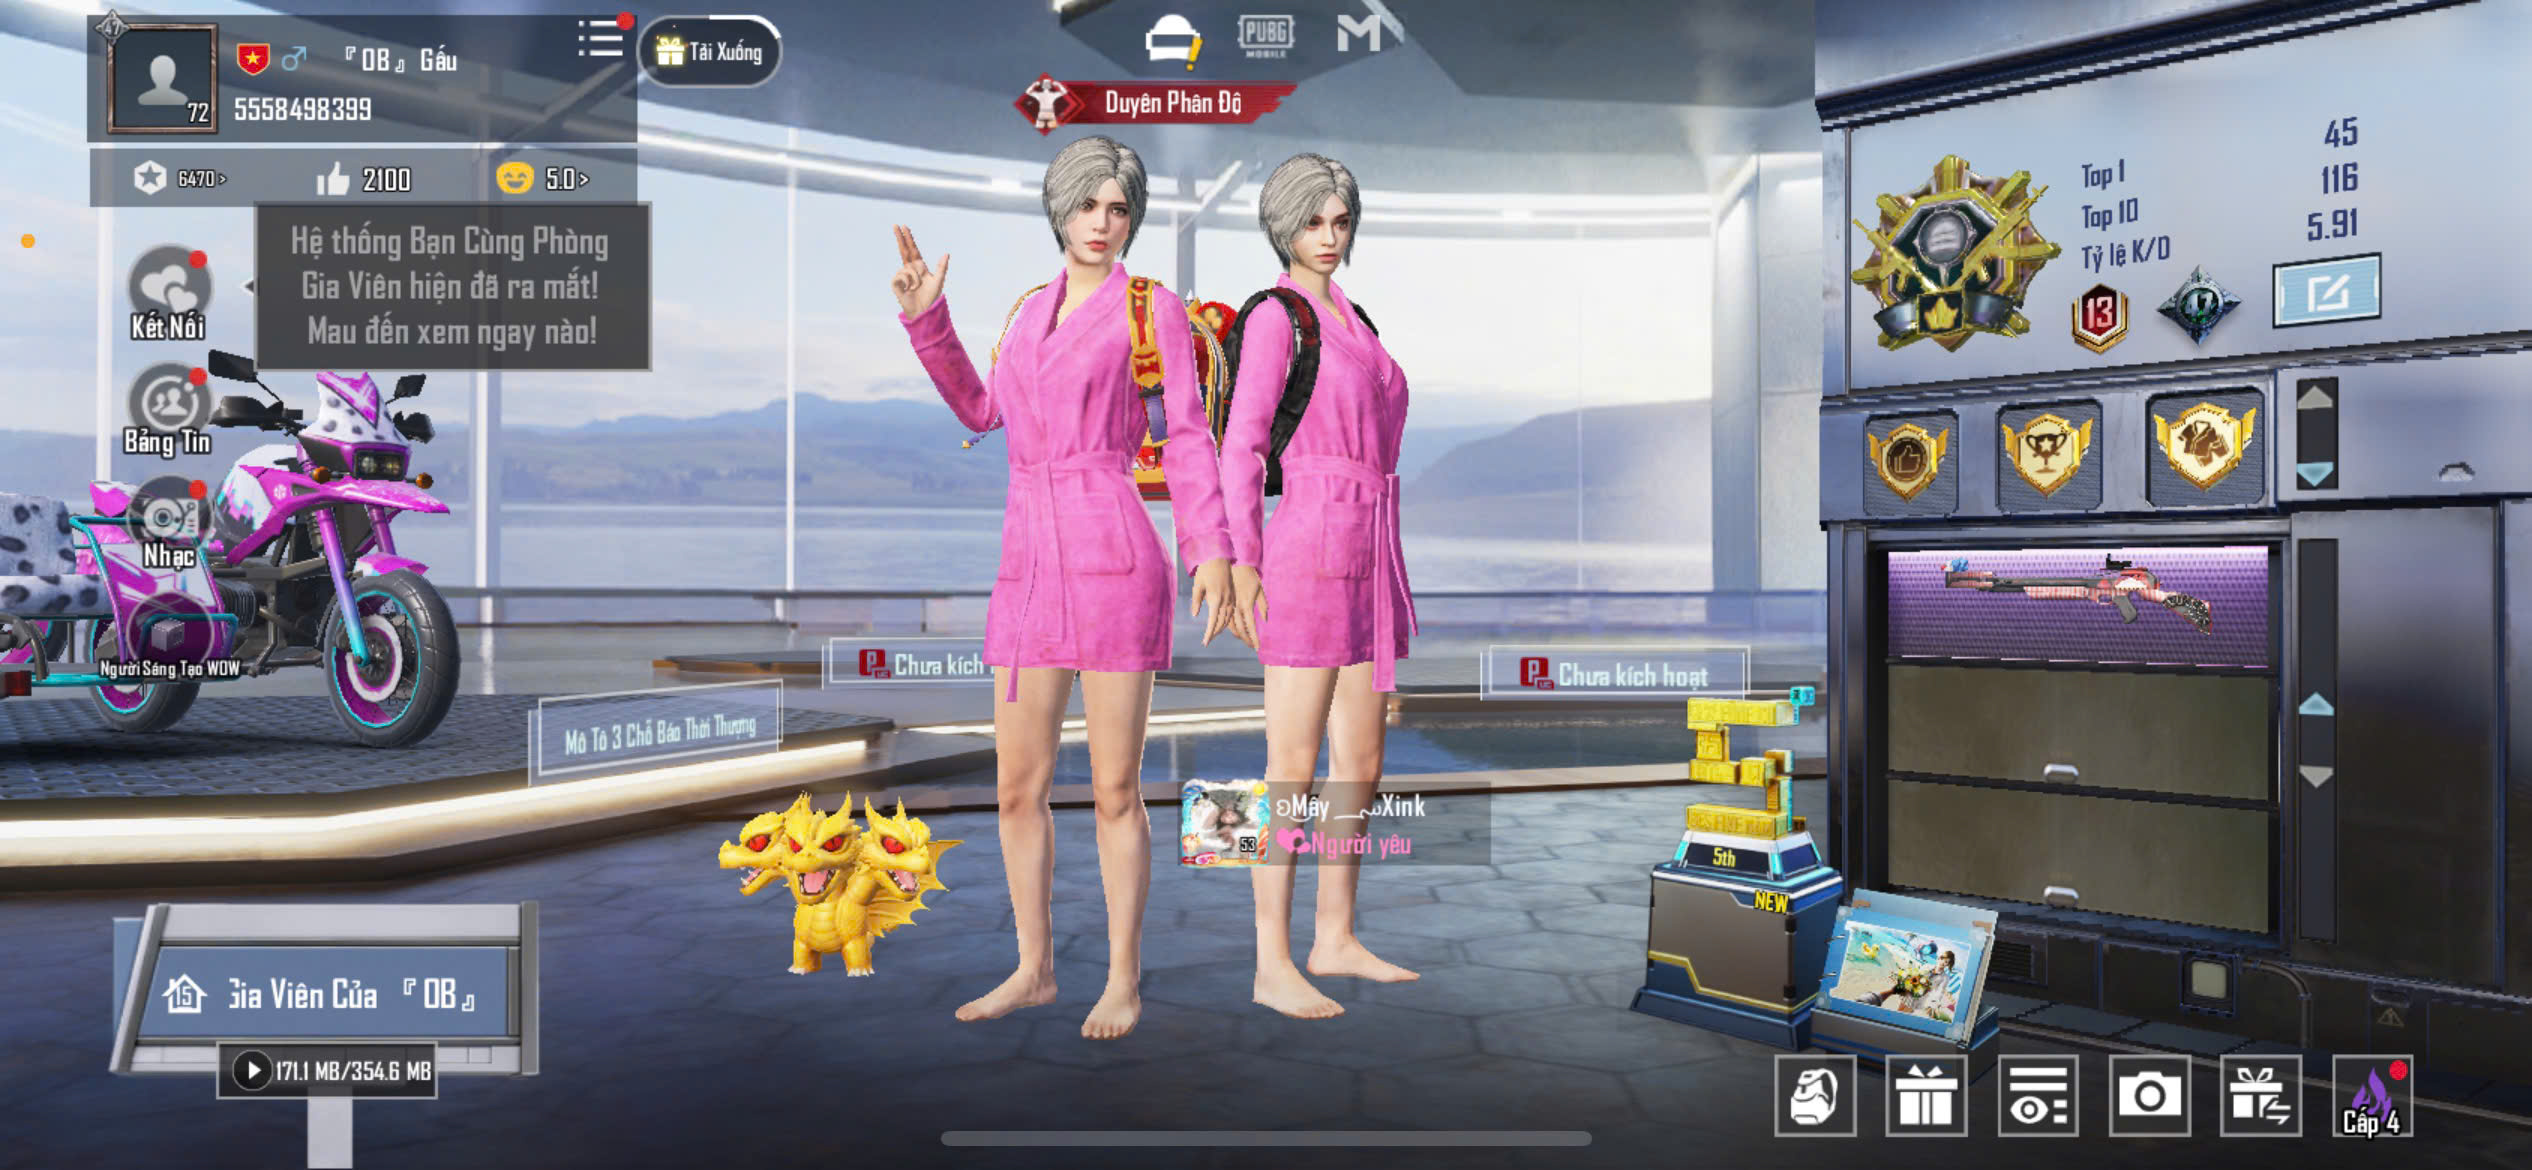 47
72
『OB』 Gấu
5558498399
Tải Xuống
PUBG
MOBILE
Duyên Phận Độ
6470 >
2100
5.0 >
Hệ thống Bạn Cùng Phòng
Gia Viên hiện đã ra mắt!
Mau đến xem ngay nào!
Kết Nối
Bảng Tin
Nhạc
Người Sáng Tạo WOW
Top 1 45
Top 10 116
Tỷ lệ K/D 5.91
13
47
Chưa kích
Chưa kích hoạt
Mô Tô 3 Chỗ Báo Thời Thượng
Mây Xink
53
Người yêu
5th
NEW
15
Gia Viên Của 『OB』
171.1 MB/354.6 MB
Cấp 4